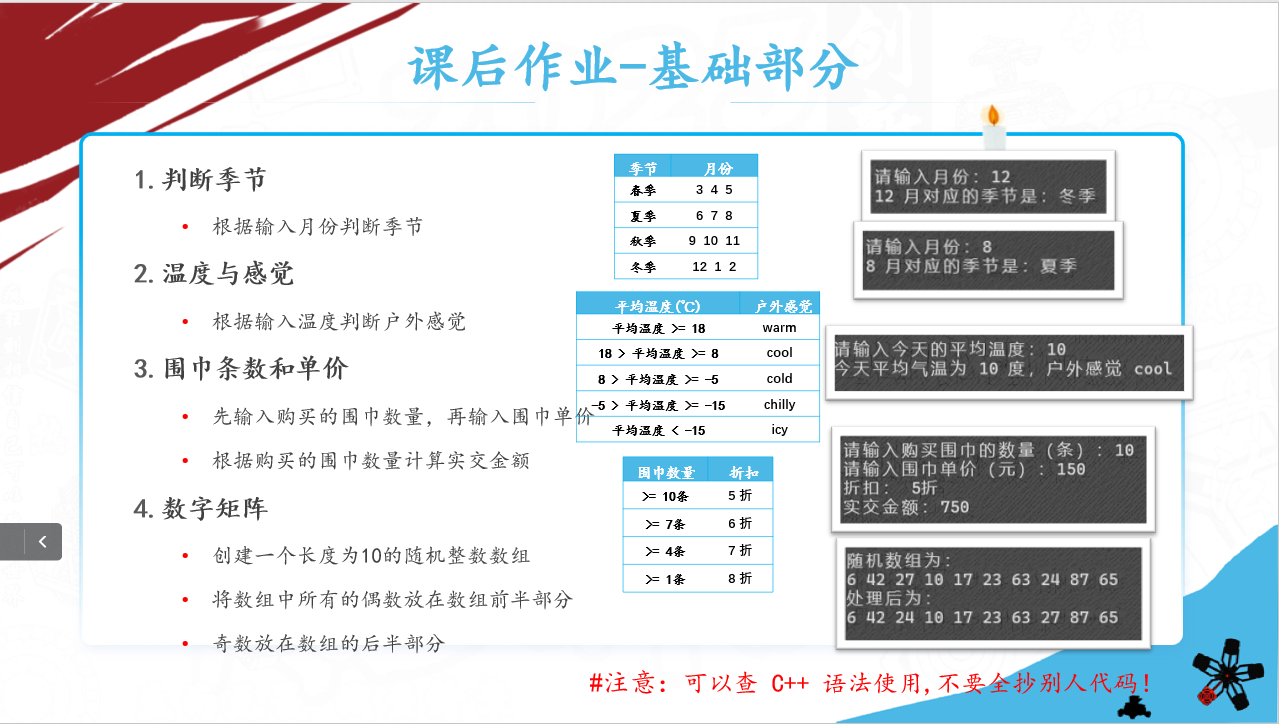 课后作业-基础部分
1. 判断季节
• 根据输入月份判断季节
2. 温度与感觉
• 根据输入温度判断户外感觉
3. 围巾条数和单价
• 先输入购买的围巾数量，再输入围巾单价
• 根据购买的围巾数量计算实交金额
4. 数字矩阵
• 创建一个长度为10的随机整数数组
• 将数组中所有的偶数放在数组前半部分
• 奇数放在数组的后半部分
季节 月份
春季 3 4 5
夏季 6 7 8
秋季 9 10 11
冬季 12 1 2
平均温度(℃) 户外感觉
平均温度 >= 18 warm
18 > 平均温度 >= 8 cool
8 > 平均温度 >= -5 cold
-5 > 平均温度 >= -15 chilly
平均温度 < -15 icy
围巾数量 折扣
>= 10条 5 折
>= 7条 6 折
>= 4条 7 折
>= 1条 8 折
请输入月份：12
12 月对应的季节是：冬季
请输入月份：8
8 月对应的季节是：夏季
请输入今天的平均温度：10
今天平均气温为 10 度，户外感觉 cool
请输入购买围巾的数量（条）：10
请输入围巾单价（元）：150
折扣： 5折
实交金额：750
随机数组为：
6 42 27 10 17 23 63 24 87 65
处理后为：
6 42 24 10 17 23 63 27 87 65
#注意：可以查 C++ 语法使用,不要全抄别人代码！